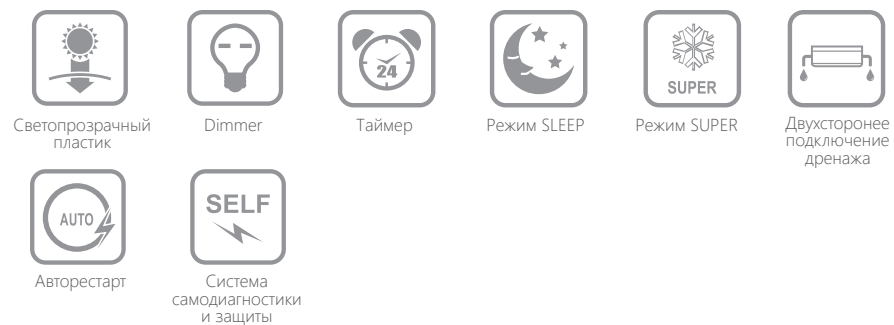 24
SUPER
Светопрозрачный
пластик
Dimmer
Таймер
Режим SLEEP
Режим SUPER
Двухсторонее
подключение
дренажа
AUTO
SELF
Авторестарт
Система
самодиагностики
и защиты